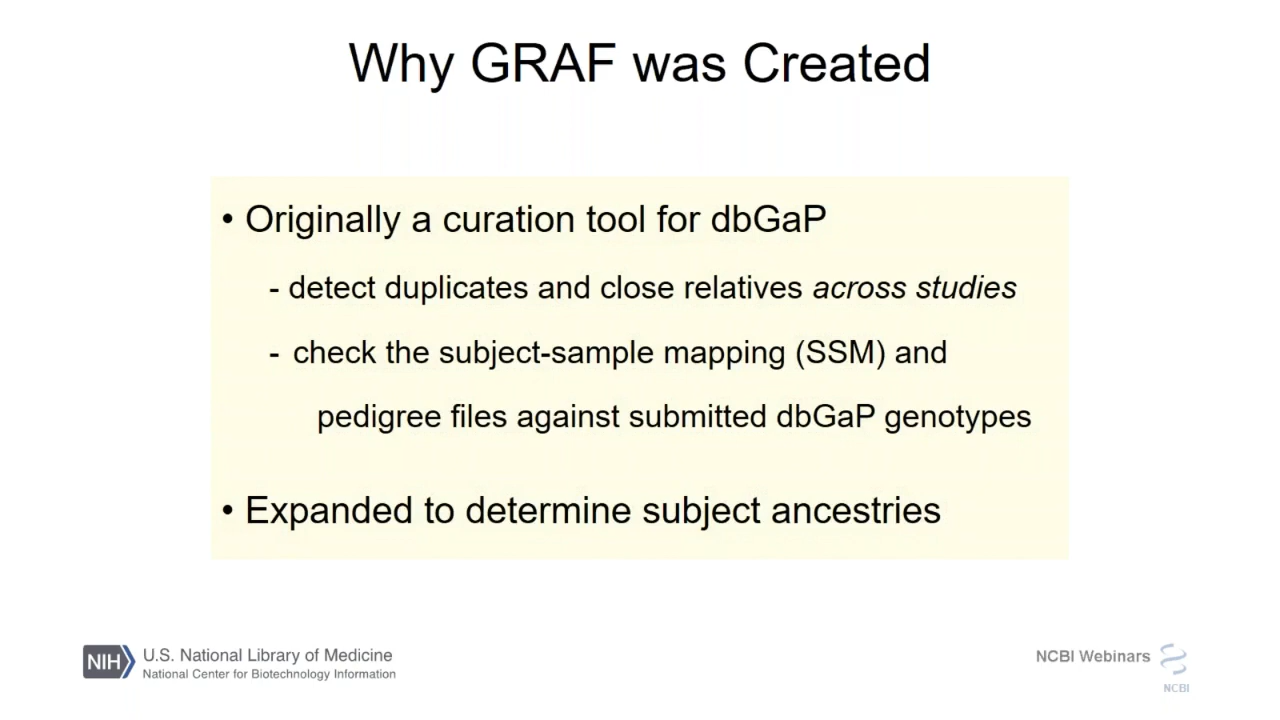 Why GRAF was Created
• Originally a curation tool for dbGaP
- detect duplicates and close relatives across studies
- check the subject-sample mapping (SSM) and
pedigree files against submitted dbGaP genotypes
• Expanded to determine subject ancestries
NIH U.S. National Library of Medicine
National Center for Biotechnology Information
NCBI Webinars
NCBI